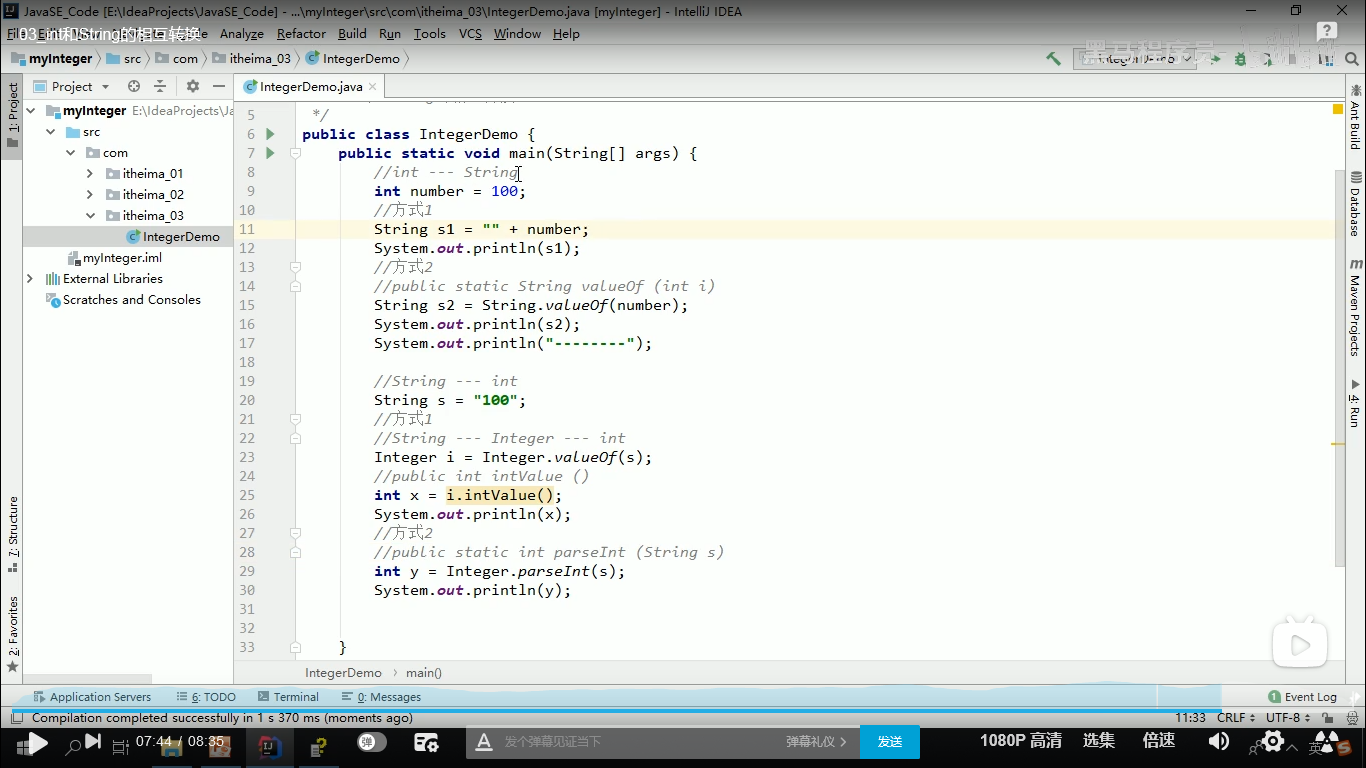 JavaSE_Code [E:\IdeaProjects\JavaSE_Code] - ...\myInteger\src\com\itheima_03\IntegerDemo.java [myInteger] - IntelliJ IDEA
03_int和String的相互转换
Analyze Refactor Build Run Tools VCS Window Help
黑马程序员
myInteger src com itheima_03 IntegerDemo
Project
IntegerDemo.java
1: Project
myInteger E:\IdeaProjects\Ja
src
com
itheima_01
itheima_02
itheima_03
IntegerDemo
myInteger.iml
External Libraries
Scratches and Consoles
7: Structure
2: Favorites
5 */
6 public class IntegerDemo {
7 public static void main(String[] args) {
8 //int --- String
9 int number = 100;
10 //方式1
11 String s1 = "" + number;
12 System.out.println(s1);
13 //方式2
14 //public static String valueOf (int i)
15 String s2 = String.valueOf(number);
16 System.out.println(s2);
17 System.out.println("--------");
18
19 //String --- int
20 String s = "100";
21 //方式1
22 //String --- Integer --- int
23 Integer i = Integer.valueOf(s);
24 //public int intValue ()
25 int x = i.intValue();
26 System.out.println(x);
27 //方式2
28 //public static int parseInt (String s)
29 int y = Integer.parseInt(s);
30 System.out.println(y);
31
32
33 }
Ant Build
Database
Maven Projects
4: Run
IntegerDemo main()
Application Servers 6: TODO Terminal 0: Messages 1 Event Log
Compilation completed successfully in 1 s 370 ms (moments ago) 11:33 CRLF UTF-8
07:44 / 08:35 弹 发个弹幕见证当下 弹幕礼仪 发送 1080P 高清 选集 倍速 英